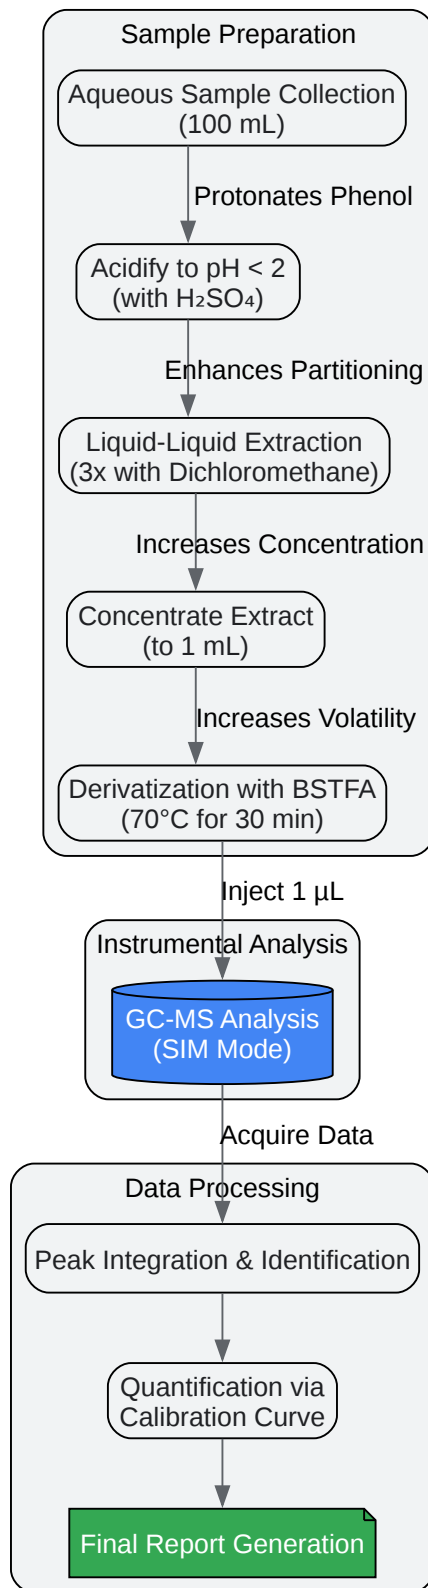 Sample Preparation
Aqueous Sample Collection
(100 mL)
Protonates Phenol
Acidify to pH < 2
(with H₂SO₄)
Enhances Partitioning
Liquid-Liquid Extraction
(3x with Dichloromethane)
Increases Concentration
Concentrate Extract
(to 1 mL)
Increases Volatility
Derivatization with BSTFA
(70°C for 30 min)
Inject 1 µL
Instrumental Analysis
GC-MS Analysis
(SIM Mode)
Acquire Data
Data Processing
Peak Integration & Identification
Quantification via
Calibration Curve
Final Report Generation